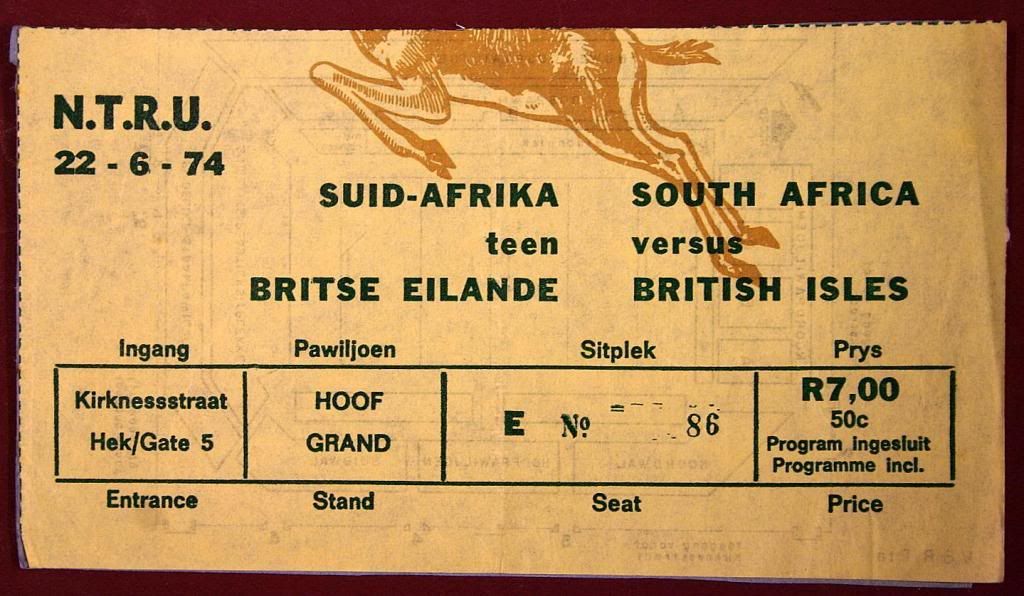 N.T.R.U.
22 - 6 - 74
SUID-AFRIKA SOUTH AFRICA
teen versus
BRITSE EILANDE BRITISH ISLES
Ingang Pawiljoen Sitplek Prys
Kirknessstraat HOOF E Nº 86 R7,00
Hek/Gate 5 GRAND 50c
Program ingesluit
Programme incl.
Entrance Stand Seat Price